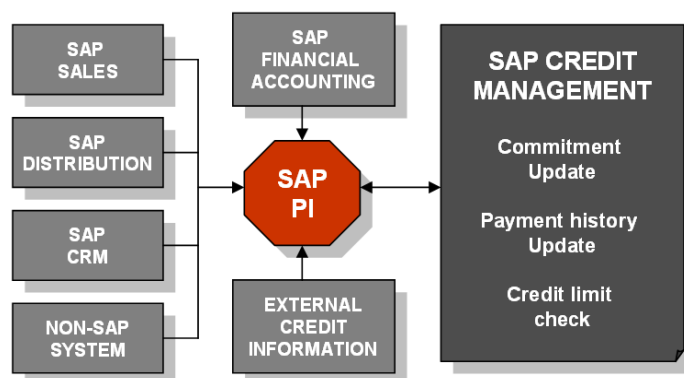 SAP
SALES
SAP
DISTRIBUTION
SAP
CRM
NON-SAP
SYSTEM
SAP
FINANCIAL
ACCOUNTING
SAP
PI
EXTERNAL
CREDIT
INFORMATION
SAP CREDIT
MANAGEMENT
Commitment
Update
Payment history
Update
Credit limit
check